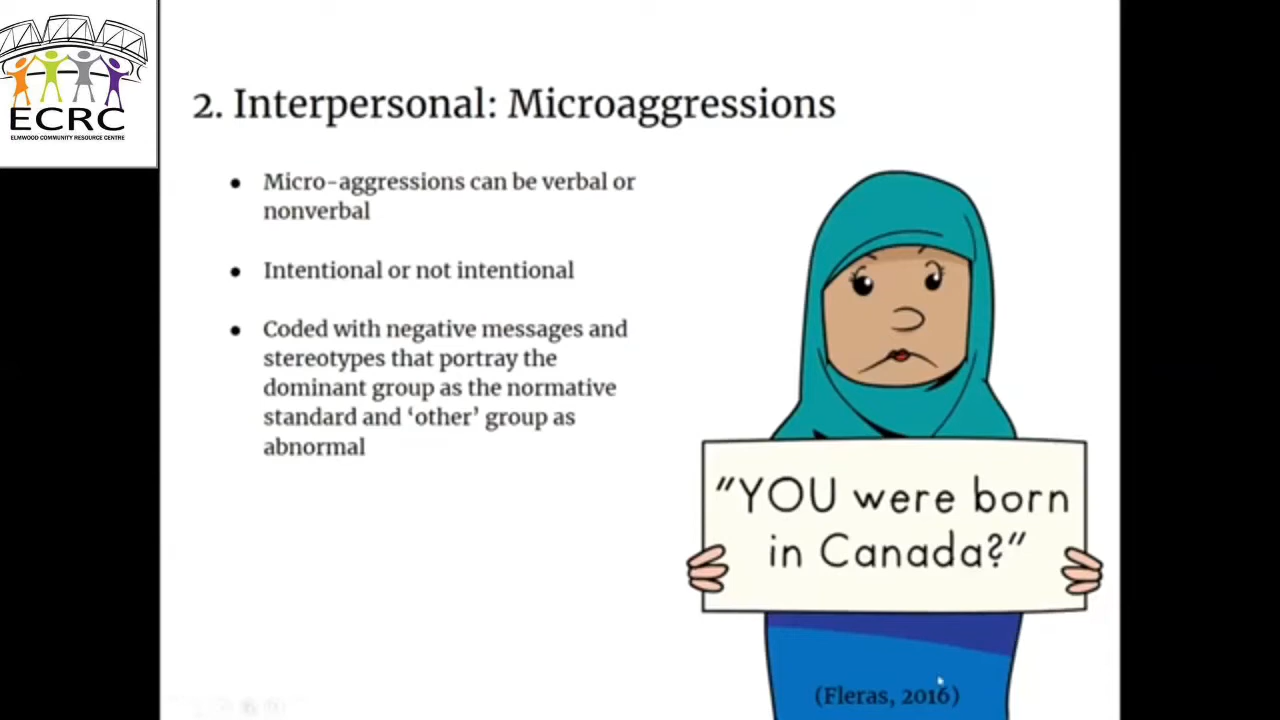 ECRC
ELMWOOD COMMUNITY RESOURCE CENTRE
2. Interpersonal: Microaggressions
● Micro-aggressions can be verbal or
nonverbal
● Intentional or not intentional
● Coded with negative messages and
stereotypes that portray the
dominant group as the normative
standard and ‘other’ group as
abnormal
"YOU were born
in Canada?"
(Fleras, 2016)